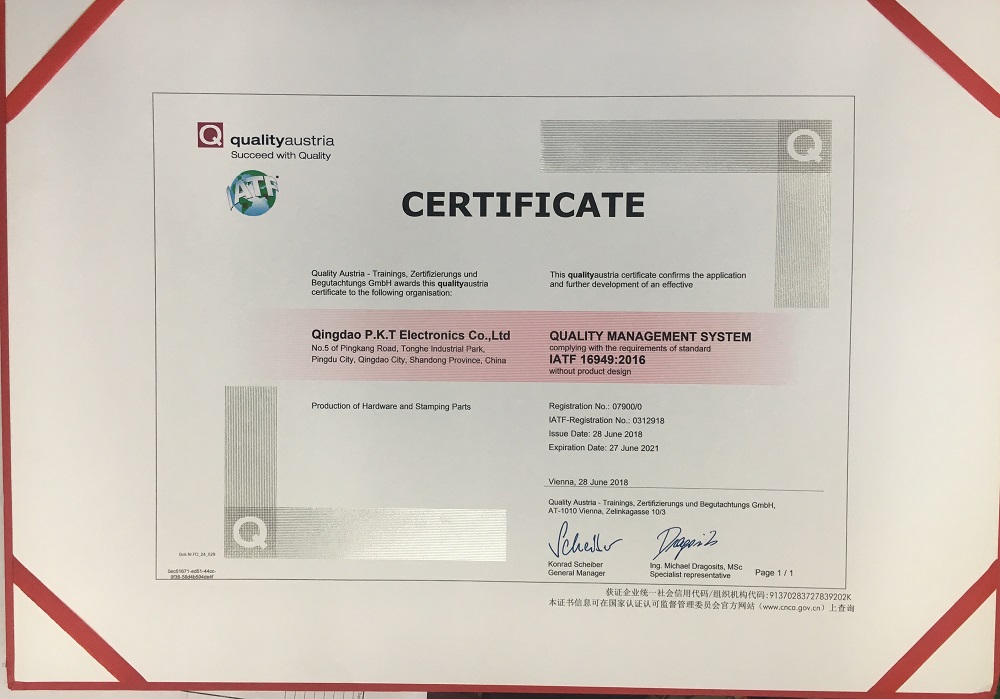 qualityaustria
Succeed with Quality
IATF
CERTIFICATE
Quality Austria - Trainings, Zertifizierungs und
Begutachtungs GmbH awards this qualityaustria
certificate to the following organisation:
This qualityaustria certificate confirms the application
and further development of an effective
Qingdao P.K.T Electronics Co.,Ltd
No.5 of Pingkang Road, Tonghe Industrial Park,
Pingdu City, Qingdao City, Shandong Province, China
QUALITY MANAGEMENT SYSTEM
complying with the requirements of standard
IATF 16949:2016
without product design
Production of Hardware and Stamping Parts
Registration No.: 07900/0
IATF-Registration No.: 0312918
Issue Date: 28 June 2018
Expiration Date: 27 June 2021
Vienna, 28 June 2018
Quality Austria - Trainings, Zertifizierungs und Begutachtungs GmbH,
AT-1010 Vienna, Zelinkagasse 10/3
Scheiber
Dragosits
Konrad Scheiber
General Manager
Ing. Michael Dragosits, MSc
Specialist representative
Page 1 / 1
Dok.Nr.FO_24_029
获证企业统一社会信用代码/组织机构代码:91370283727839202K
本证书信息可在国家认证认可监督管理委员会官方网站（www.cnca.gov.cn）上查询